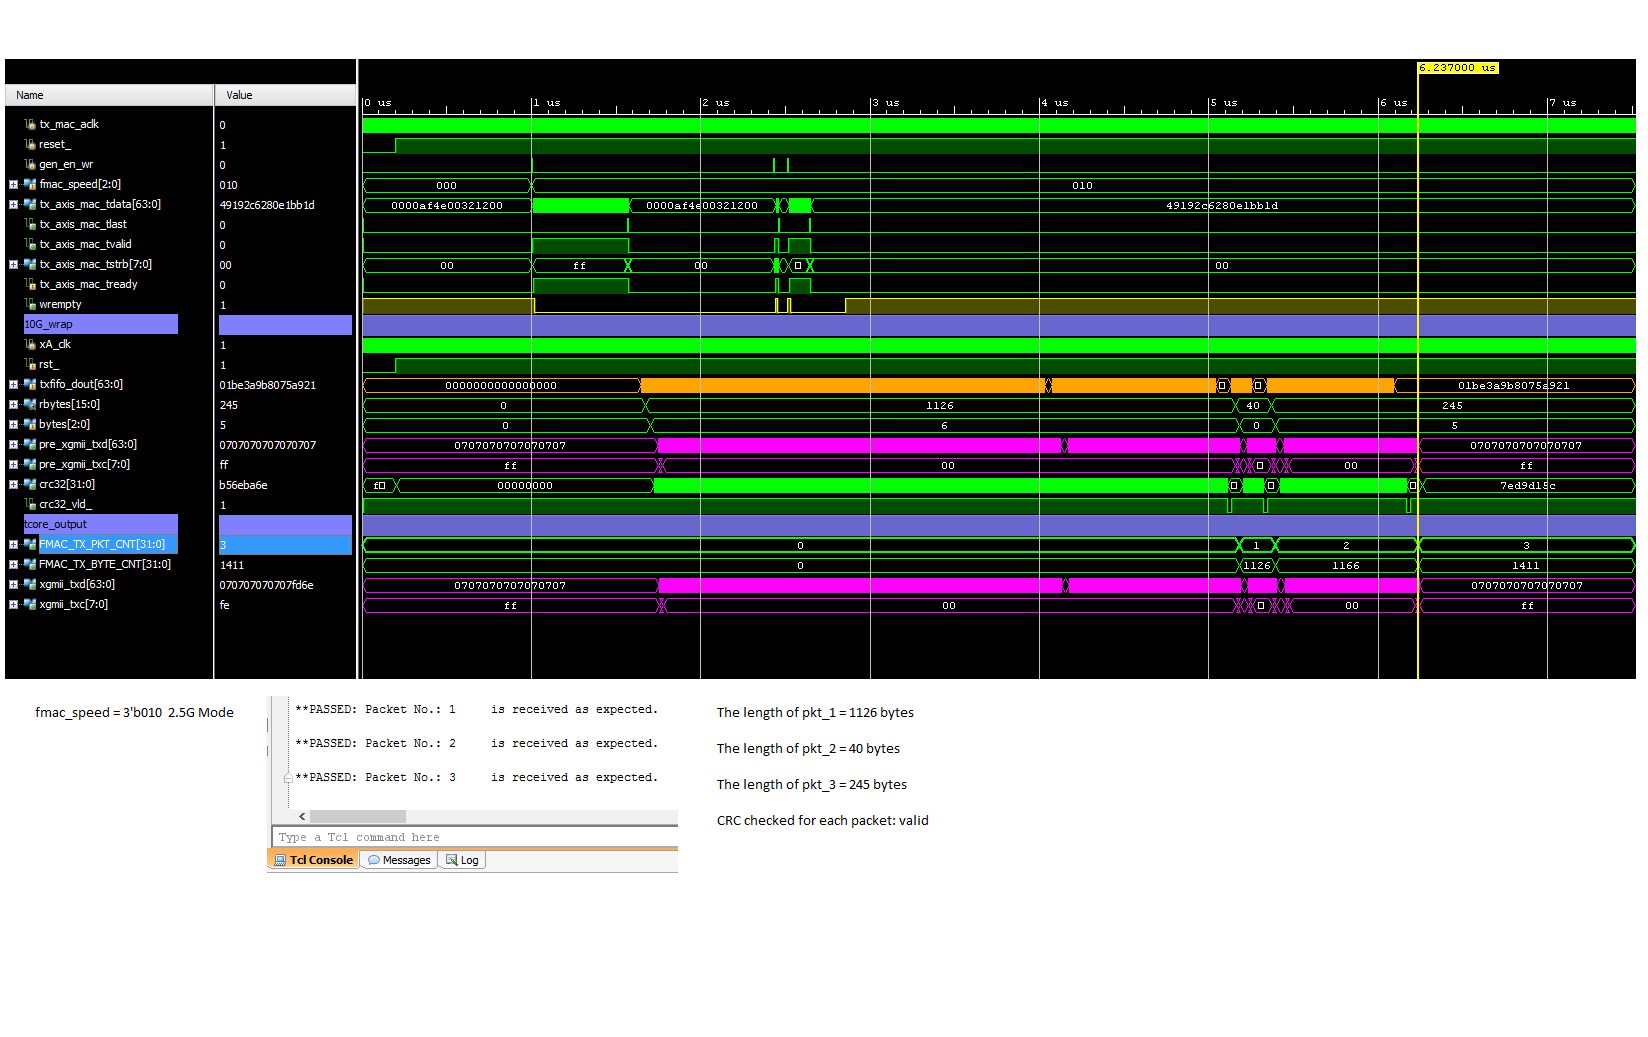 6.237000 us
Name Value
0 us 1 us 2 us 3 us 4 us 5 us 6 us 7 us
tx_mac_aclk 0
reset_ 1
gen_en_wr 0
fmac_speed[2:0] 010 000 010
tx_axis_mac_tdata[63:0] 49192c6280e1bb1d 0000af4e00321200 0000af4e00321200 49192c6280e1bb1d
tx_axis_mac_tlast 0
tx_axis_mac_tvalid 0
tx_axis_mac_tstrb[7:0] 00 00 ff 00 00
tx_axis_mac_tready 0
wrempty 1
10G_wrap
xA_clk 1
rst_ 1
txfifo_dout[63:0] 01be3a9b8075a921 0000000000000000 01be3a9b8075a921
rbytes[15:0] 245 0 1126 40 245
bytes[2:0] 5 0 6 0 5
pre_xgmii_txd[63:0] 0707070707070707 0707070707070707 0707070707070707
pre_xgmii_txc[7:0] ff ff 00 00 ff
crc32[31:0] b56eba6e f 00000000 7ed9d15c
crc32_vld_ 1
tcore_output
FMAC_TX_PKT_CNT[31:0] 3 0 1 2 3
FMAC_TX_BYTE_CNT[31:0] 1411 0 1126 1166 1411
xgmii_txd[63:0] 070707070707fd6e 0707070707070707 0707070707070707
xgmii_txc[7:0] fe ff 00 00 ff
fmac_speed = 3'b010 2.5G Mode
**PASSED: Packet No.: 1 is received as expected.
**PASSED: Packet No.: 2 is received as expected.
**PASSED: Packet No.: 3 is received as expected.
Type a Tcl command here
Tcl Console Messages Log
The length of pkt_1 = 1126 bytes
The length of pkt_2 = 40 bytes
The length of pkt_3 = 245 bytes
CRC checked for each packet: valid